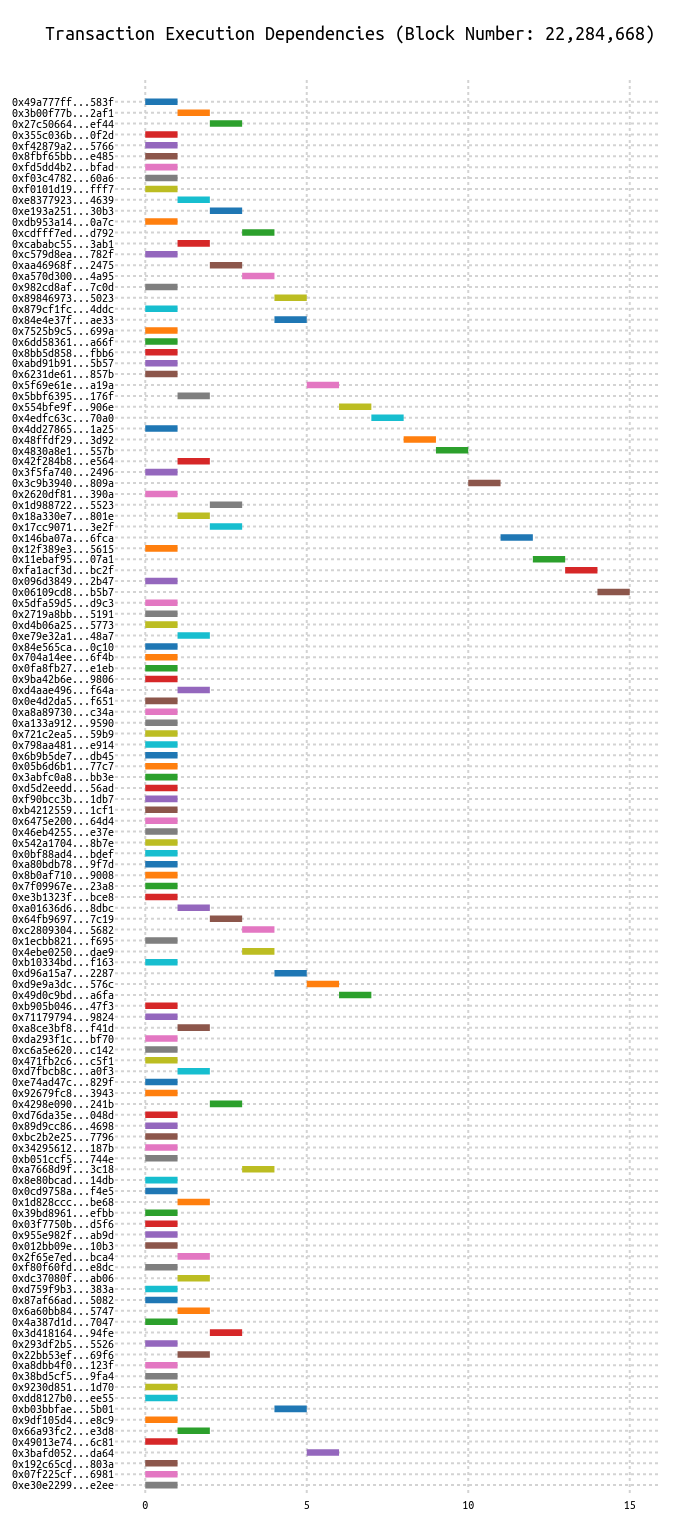 Transaction Execution Dependencies (Block Number: 22,284,668)
0x49a777ff...583f
0x3b00f77b...2af1
0x27c50664...ef44
0x355c036b...0f2d
0xf42879a2...5766
0x8fbf65bb...e485
0xfd5dd4b2...bfad
0xf03c4782...60a6
0xf0101d19...fff7
0xe8377923...4639
0xe193a251...30b3
0xdb953a14...0a7c
0xcdfff7ed...d792
0xcababc55...3ab1
0xc579d8ea...782f
0xaa46968f...2475
0xa570d300...4a95
0x982cd8af...7c0d
0x89846973...5023
0x879cf1fc...4ddc
0x84e4e37f...ae33
0x7525b9c5...699a
0x6dd58361...a66f
0x8bb5d858...fbb6
0xabd91b91...5b57
0x6231de61...857b
0x5f69e61e...a19a
0x5bbf6395...176f
0x554bfe9f...906e
0x4edfc63c...70a0
0x4dd27865...1a25
0x48ffdf29...3d92
0x4830a8e1...557b
0x42f284b8...e564
0x3f5fa740...2496
0x3c9b3940...809a
0x2620df81...390a
0x1d988722...5523
0x18a330e7...801e
0x17cc9071...3e2f
0x146ba07a...6fca
0x12f389e3...5615
0x11ebaf95...07a1
0xfa1acf3d...bc2f
0x096d3849...2b47
0x06109cd8...b5b7
0x5dfa59d5...d9c3
0x2719a8bb...5191
0xd4b06a25...5773
0xe79e32a1...48a7
0x84e565ca...0c10
0x704a14ee...6f4b
0x0fa8fb27...e1eb
0x9ba42b6e...9806
0xd4aae496...f64a
0x0e4d2da5...f651
0xa8a89730...c34a
0xa133a912...9590
0x721c2ea5...59b9
0x798aa481...e914
0x6b9b5de7...db45
0x05b6d6b1...77c7
0x3abfc0a8...bb3e
0xd5d2eedd...56ad
0xf90bcc3b...1db7
0xb4212559...1cf1
0x6475e200...64d4
0x46eb4255...e37e
0x542a1704...8b7e
0x0bf88ad4...bdef
0xa80bdb78...9f7d
0x8b0af710...9008
0x7f09967e...23a8
0xe3b1323f...bce8
0xa01636d6...8dbc
0x64fb9697...7c19
0xc2809304...5682
0x1ecbb821...f695
0x4ebe0250...dae9
0xb10334bd...f163
0xd96a15a7...2287
0xd9e9a3dc...576c
0x49d0c9bd...a6fa
0xb905b046...47f3
0x71179794...9824
0xa8ce3bf8...f41d
0xda293f1c...bf70
0xc6a5e620...c142
0x471fb2c6...c5f1
0xd7fbcb8c...a0f3
0xe74ad47c...829f
0x92679fc8...3943
0x4298e090...241b
0xd76da35e...048d
0x89d9cc86...4698
0xbc2b2e25...7796
0x34295612...187b
0xb051ccf5...744e
0xa7668d9f...3c18
0x8e80bcad...14db
0x0cd9758a...f4e5
0x1d828ccc...be68
0x39bd8961...efbb
0x03f7750b...d5f6
0x955e982f...ab9d
0x012bb09e...10b3
0x2f65e7ed...bca4
0xf80f60fd...e8dc
0xdc37080f...ab06
0xd759f9b3...383a
0x87af66ad...5082
0x6a60bb84...5747
0x4a387d1d...7047
0x3d418164...94fe
0x293df2b5...5526
0x22bb53ef...69f6
0xa8dbb4f0...123f
0x38bd5cf5...9fa4
0x9230d851...1d70
0xdd8127b0...ee55
0xb03bbfae...5b01
0x9df105d4...e8c9
0x66a93fc2...e3d8
0x49013e74...6c81
0x3bafd052...da64
0x192c65cd...803a
0x07f225cf...6981
0xe30e2299...e2ee
0 5 10 15